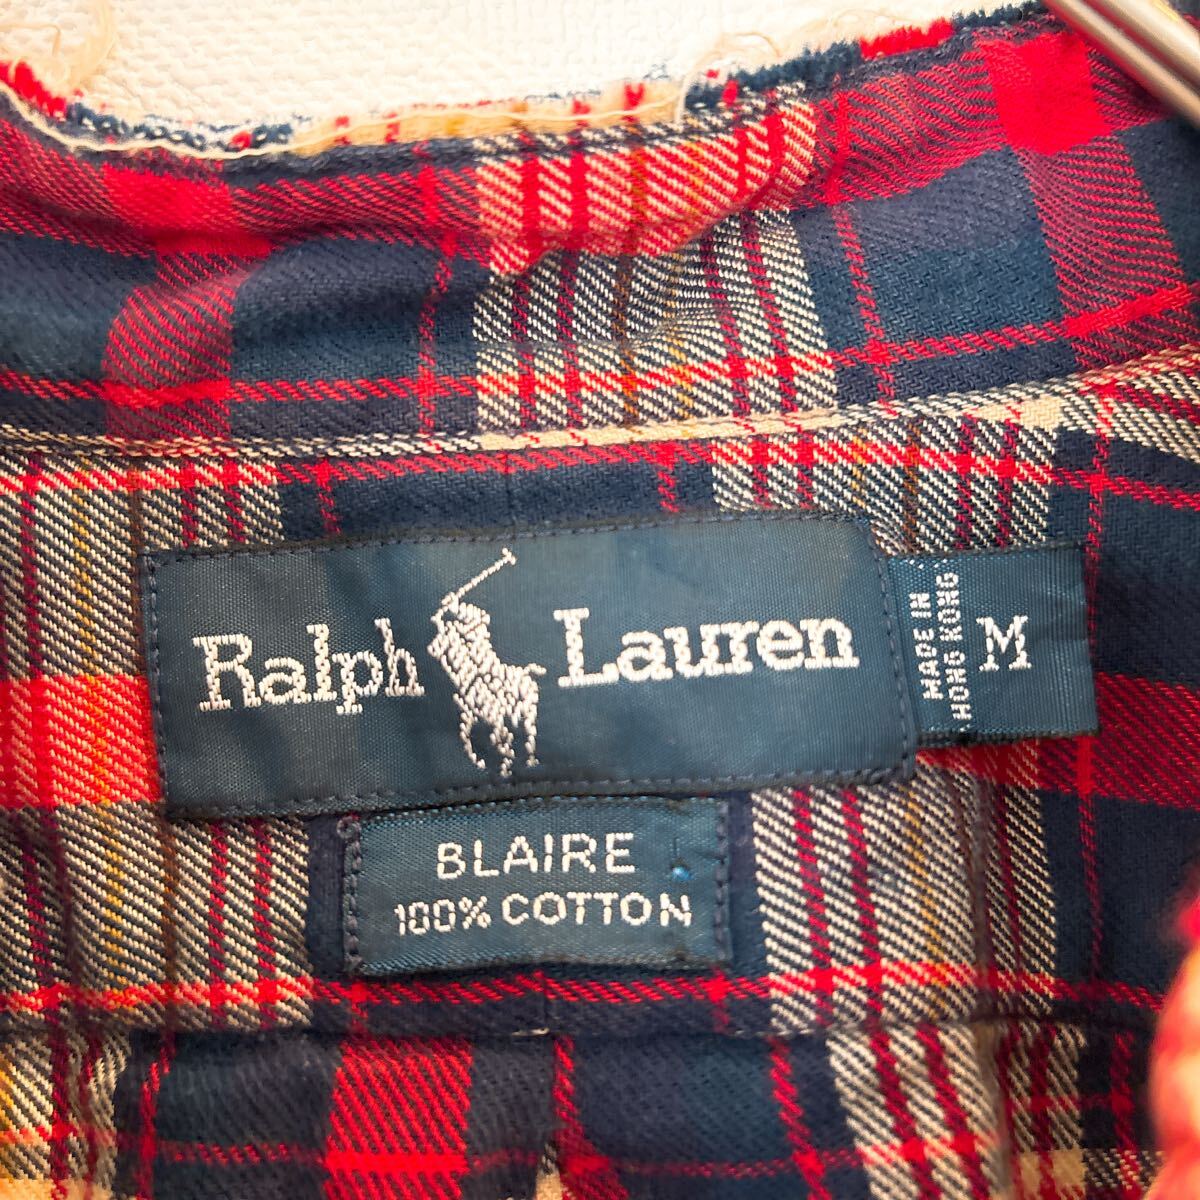 Ralph Lauren
MADE IN
HONG KONG
M
BLAIRE
100% COTTON